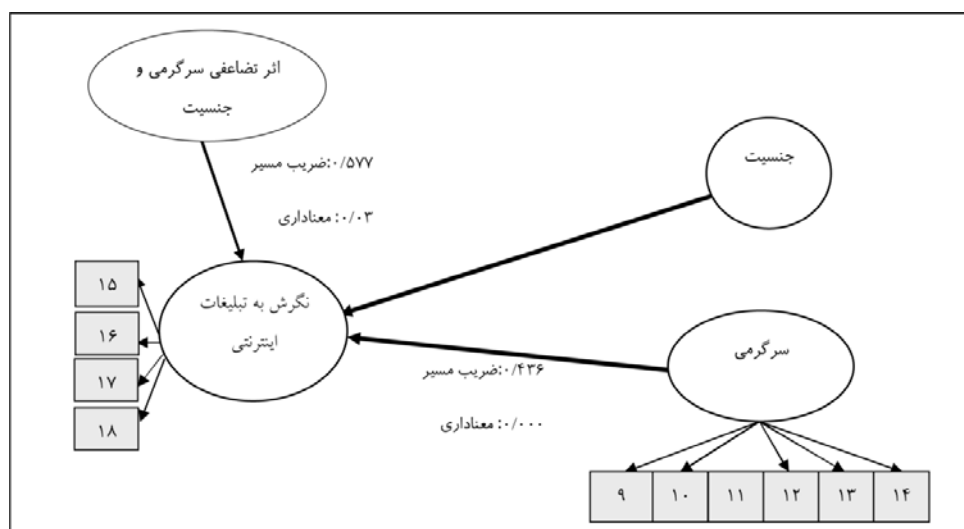 اثر تضاعفی سرگرمی و
جنسیت
جنسیت
۰/۵۷۷:ضریب مسیر
۰/۰۳: معناداری
نگرش به تبلیغات
اینترنتی
۱۵
۱۶
۱۷
۱۸
سرگرمی
۰/۴۳۶:ضریب مسیر
۰/۰۰۰: معناداری
۹ ۱۰ ۱۱ ۱۲ ۱۳ ۱۴